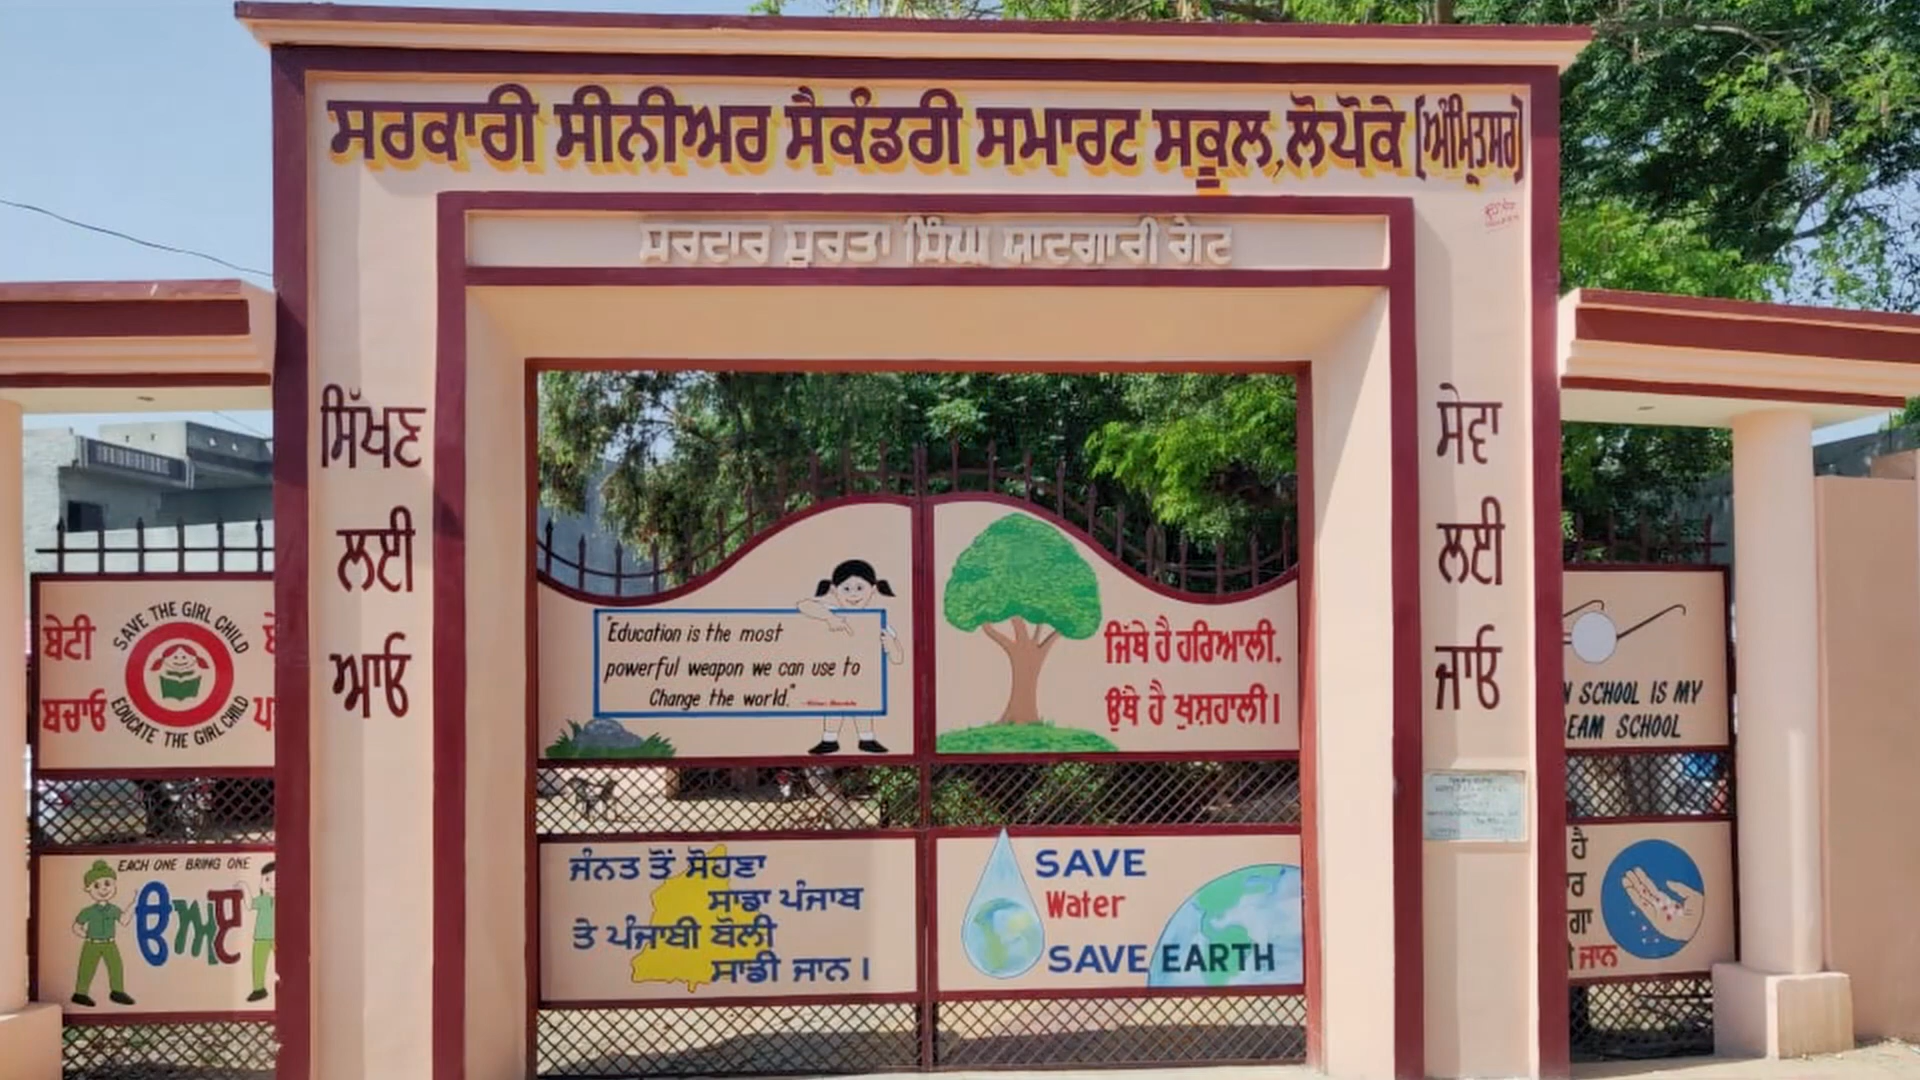 ਸਰਕਾਰੀ ਸੀਨੀਅਰ ਸੈਕੰਡਰੀ ਸਮਾਰਟ ਸਕੂਲ,ਲੋਪੋਕੇ [ਅੰਮ੍ਰਿਤਸਰ]
ਸਰਦਾਰ ਸੂਰਤਾ ਸਿੰਘ ਯਾਦਗਾਰੀ ਗੇਟ
ਸਿੱਖਣ
ਲਈ
ਆਓ
ਸੇਵਾ
ਲਈ
ਜਾਓ
ਬੇਟੀ
ਬਚਾਓ
SAVE THE GIRL CHILD
EDUCATE THE GIRL CHILD
"Education is the most
powerful weapon we can use to
Change the world."
ਜਿੱਥੇ ਹੈ ਹਰਿਆਲੀ.
ਉਥੇ ਹੈ ਖੁਸ਼ਹਾਲੀ।
SCHOOL IS MY
SCHOOL
EACH ONE BRING ONE
ੳਅੲ
ਜੰਨਤ ਤੋਂ ਸੋਹਣਾ
ਸਾਡਾ ਪੰਜਾਬ
ਤੇ ਪੰਜਾਬੀ ਬੋਲੀ
ਸਾਡੀ ਜਾਨ।
SAVE
Water
SAVE EARTH
ਜਾਨ